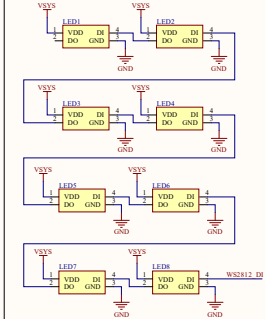 VSYS VSYS
LED1 LED2
1 VDD DI 4 1 VDD DI 4
2 DO GND 3 2 DO GND 3
GND GND
VSYS VSYS
LED3 LED4
1 VDD DI 4 1 VDD DI 4
2 DO GND 3 2 DO GND 3
GND GND
VSYS VSYS
LED5 LED6
1 VDD DI 4 1 VDD DI 4
2 DO GND 3 2 DO GND 3
GND GND
VSYS VSYS
LED7 LED8
1 VDD DI 4 1 VDD DI 4 WS2812_DI
2 DO GND 3 2 DO GND 3
GND GND